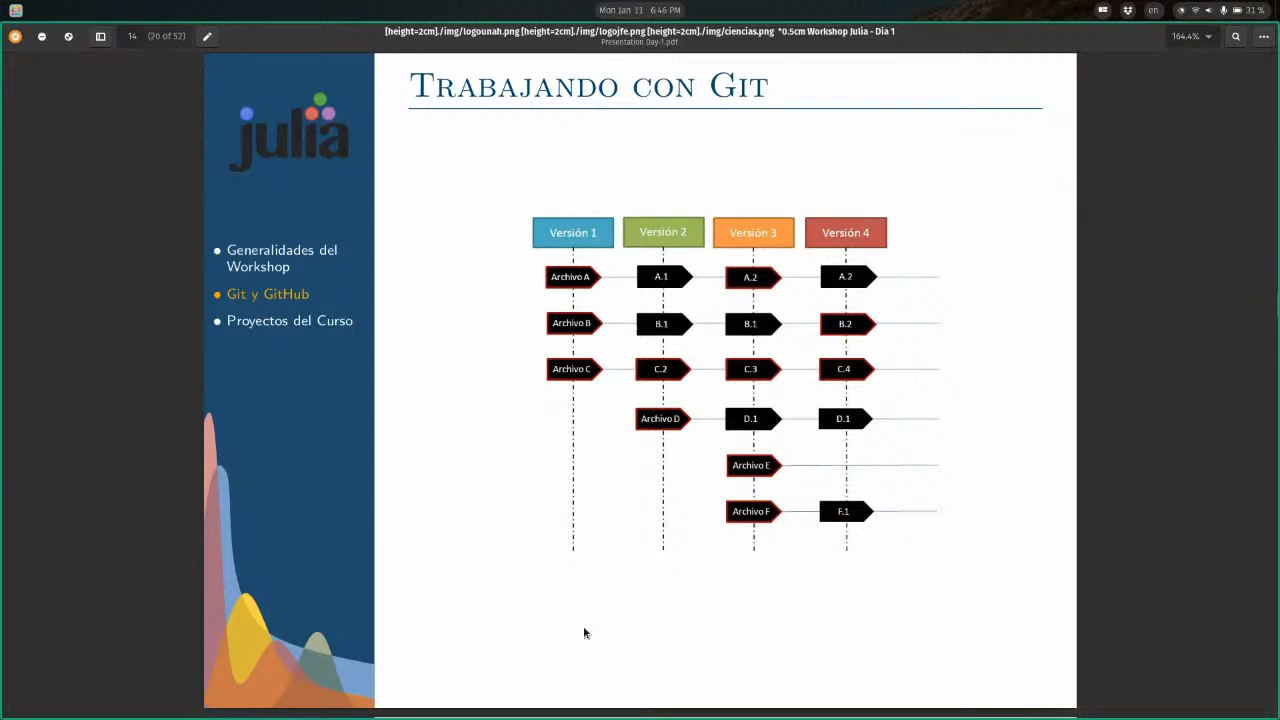 Mon Jan 11 6:46 PM
en
31 %
14 (20 of 52)
[height=2cm]./img/logounah.png [height=2cm]./img/logojfe.png [height=2cm]./img/ciencias.png *0.5cm Workshop Julia - Día 1
Presentation Day-1.pdf
164.4%
julia
Generalidades del
Workshop
Git y GitHub
Proyectos del Curso
Trabajando con Git
Versión 1 Versión 2 Versión 3 Versión 4
Archivo A A.1 A.2 A.2
Archivo B B.1 B.1 B.2
Archivo C C.2 C.3 C.4
Archivo D D.1 D.1
Archivo E
Archivo F F.1